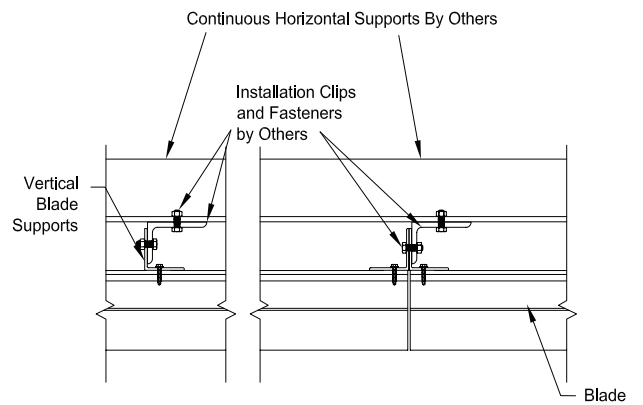 Continuous Horizontal Supports By Others
Installation Clips
and Fasteners
by Others
Vertical
Blade
Supports
Blade